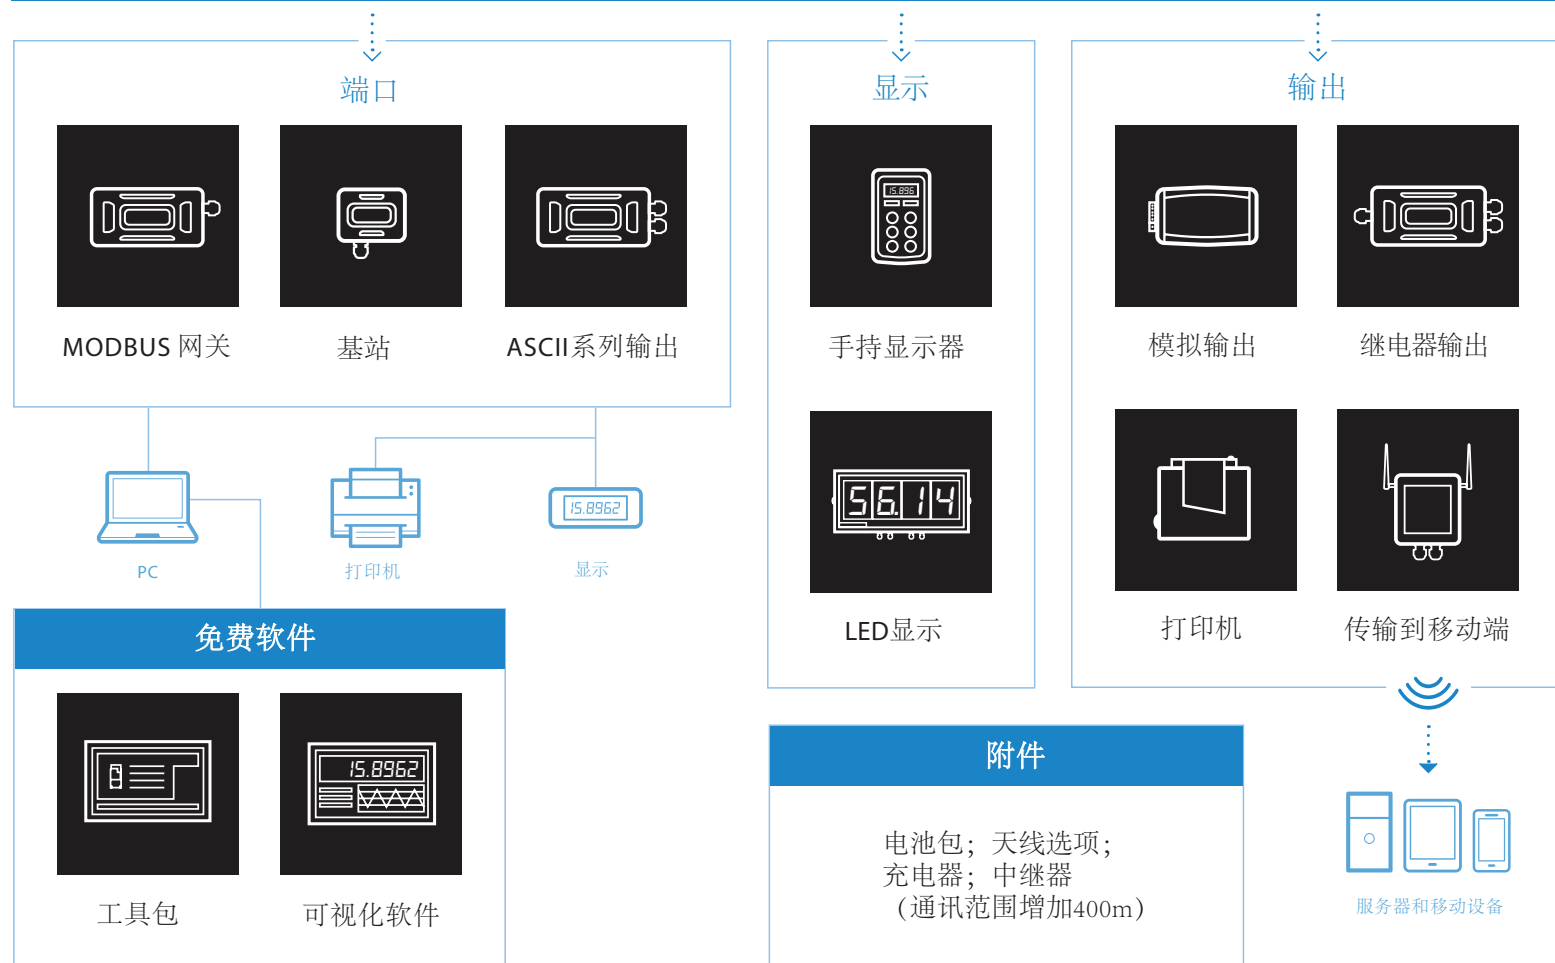 端口
MODBUS 网关
基站
ASCII系列输出
PC
打印机
15.8962
显示
免费软件
15.8962
工具包
可视化软件
显示
15.896
手持显示器
56.14
LED显示
输出
模拟输出
继电器输出
打印机
传输到移动端
附件
电池包；天线选项；
充电器；中继器
（通讯范围增加400m）
服务器和移动设备